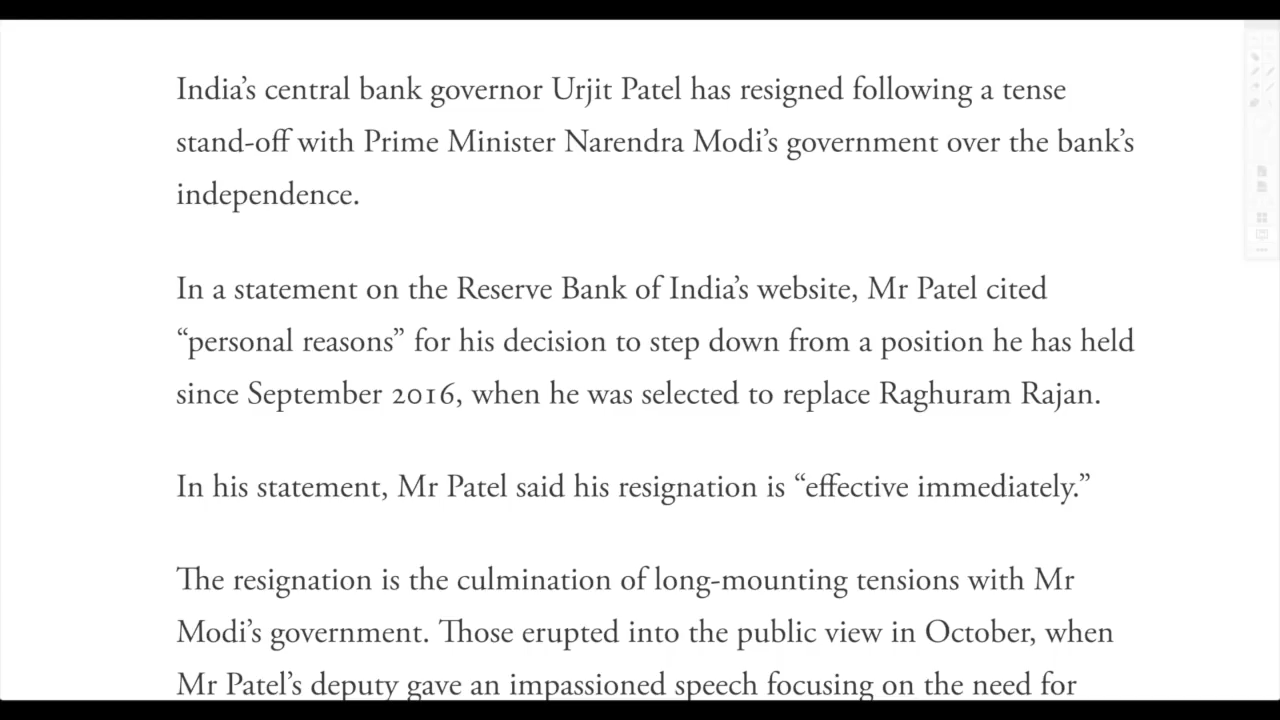 India’s central bank governor Urjit Patel has resigned following a tense
stand-off with Prime Minister Narendra Modi’s government over the bank’s
independence.
In a statement on the Reserve Bank of India’s website, Mr Patel cited
“personal reasons” for his decision to step down from a position he has held
since September 2016, when he was selected to replace Raghuram Rajan.
In his statement, Mr Patel said his resignation is “effective immediately.”
The resignation is the culmination of long-mounting tensions with Mr
Modi’s government. Those erupted into the public view in October, when
Mr Patel’s deputy gave an impassioned speech focusing on the need for